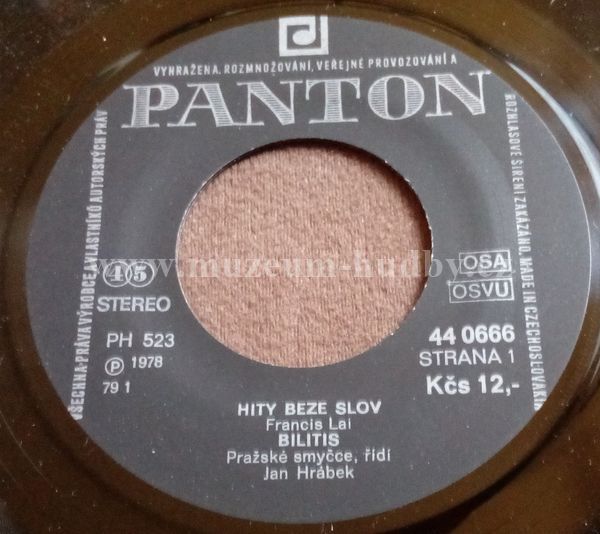 VŠECHNA PRÁVA VÝROBCE A VLASTNÍKŮ AUTORSKÝCH PRÁV
VYHRAŽENA. ROZMNOŽOVÁNÍ, VEŘEJNÉ PROVOZOVÁNÍ A
ROZHLASOVÉ ŠÍŘENÍ ZAKÁZÁNO. MADE IN CZECHOSLOVAKIA
PANTON
www.muzeum-hudby.cz
45
STEREO
OSA
OSVU
PH 523
Ⓟ 1978
79 1
44 0666
STRANA 1
Kčs 12,-
HITY BEZE SLOV
Francis Lai
BILITIS
Pražské smyčce, řídí
Jan Hrábek